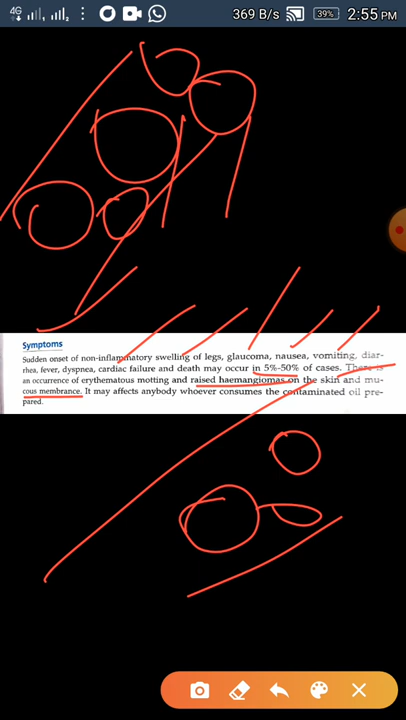 4G 369 B/s 39% 2:55 PM
Symptoms
Sudden onset of non-inflammatory swelling of legs, glaucoma, nausea, vomiting, diar-
rhea, fever, dyspnea, cardiac failure and death may occur in 5%-50% of cases. There is
an occurrence of erythematous motting and raised haemangiomas on the skin and mu-
cous membrance. It may affects anybody whoever consumes the contaminated oil pre-
pared.